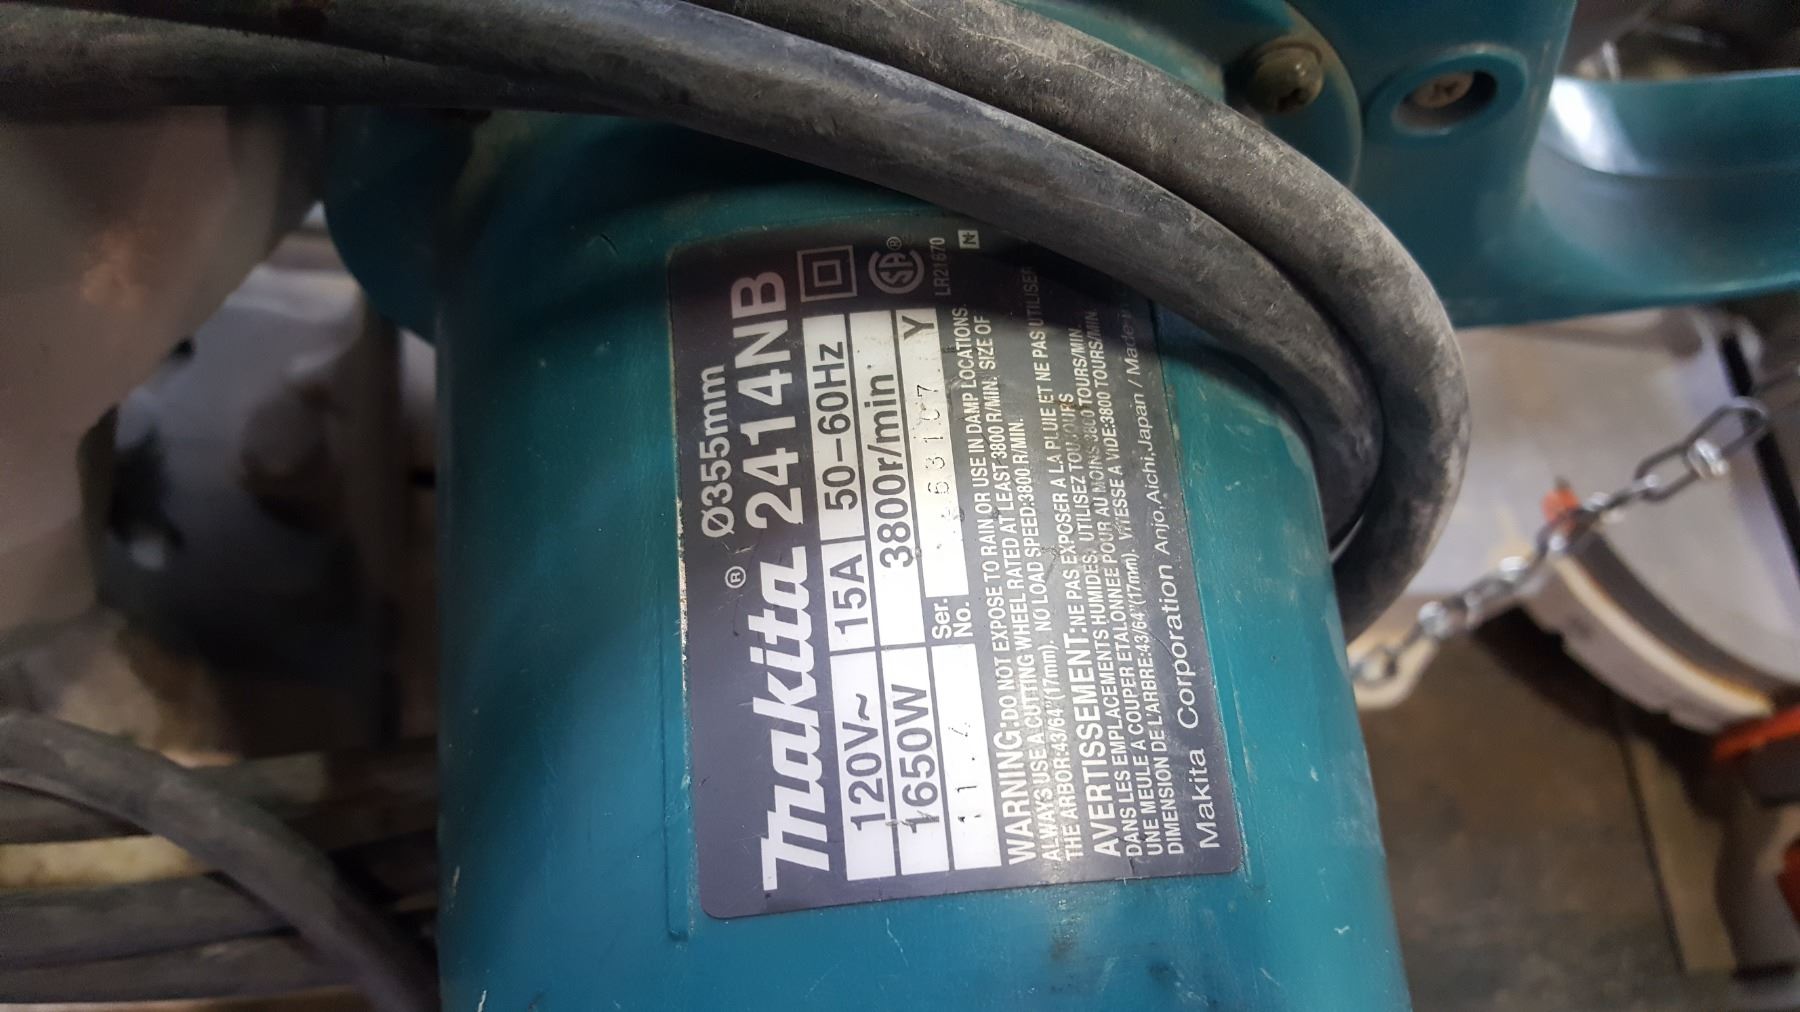 Ø355mm
Makita® 2414NB
120V~ 15A 50–60Hz
1650W 3800r/min
Ser. No. Y
SA®
LR21670
N
WARNING:DO NOT EXPOSE TO RAIN OR USE IN DAMP LOCATIONS.
ALWAYS USE A CUTTING WHEEL RATED AT LEAST 3800 R/MIN. SIZE OF
THE ARBOR:43/64"(17mm). NO LOAD SPEED:3800 R/MIN.
AVERTISSEMENT:NE PAS EXPOSER A LA PLUIE ET NE PAS UTILISER
DANS LES EMPLACEMENTS HUMIDES. UTILISEZ TOUJOURS
UNE MEULE A COUPER ETALONNEE POUR AU MOINS 3800 TOURS/MIN.
DIMENSION DE L'ARBRE:43/64"(17mm). VITESSE A VIDE:3800 TOURS/MIN.
Makita Corporation Anjo,Aichi,Japan / Made